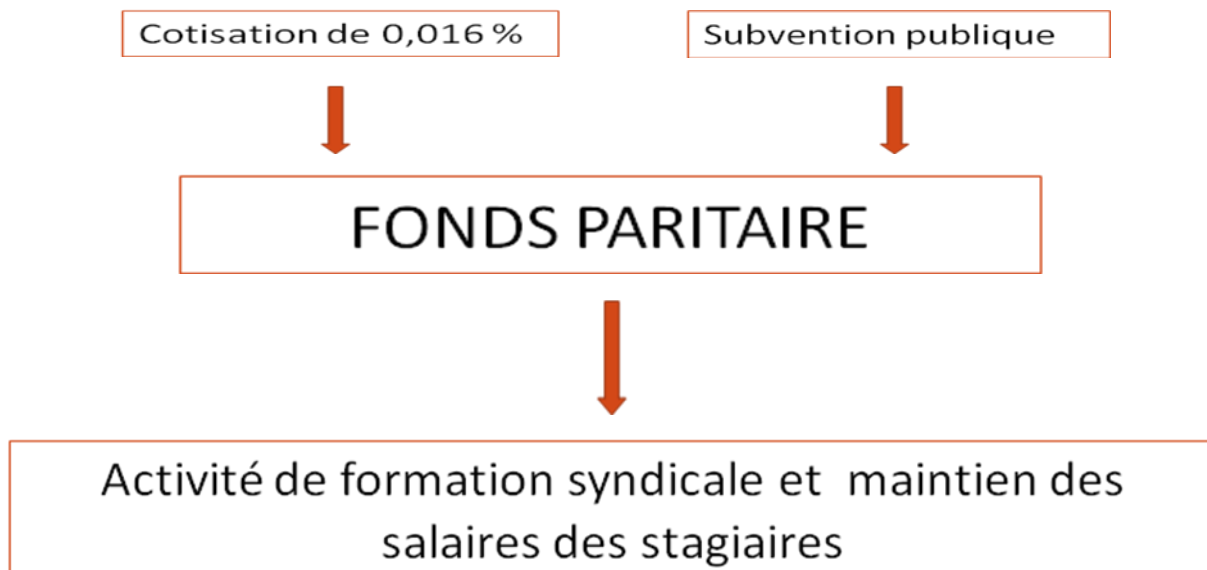 Cotisation de 0,016 %
Subvention publique
FONDS PARITAIRE
Activité de formation syndicale et maintien des
salaires des stagiaires